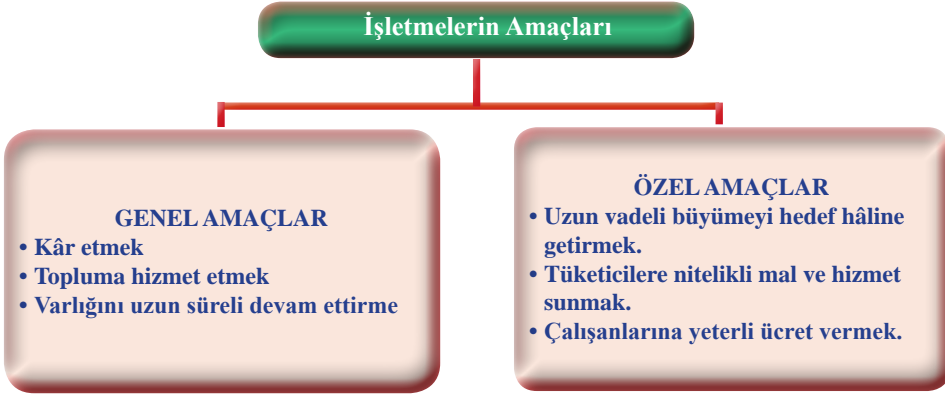 İşletmelerin Amaçları
GENEL AMAÇLAR
• Kâr etmek
• Topluma hizmet etmek
• Varlığını uzun süreli devam ettirme
ÖZEL AMAÇLAR
• Uzun vadeli büyümeyi hedef hâline
getirmek.
• Tüketicilere nitelikli mal ve hizmet
sunmak.
• Çalışanlarına yeterli ücret vermek.